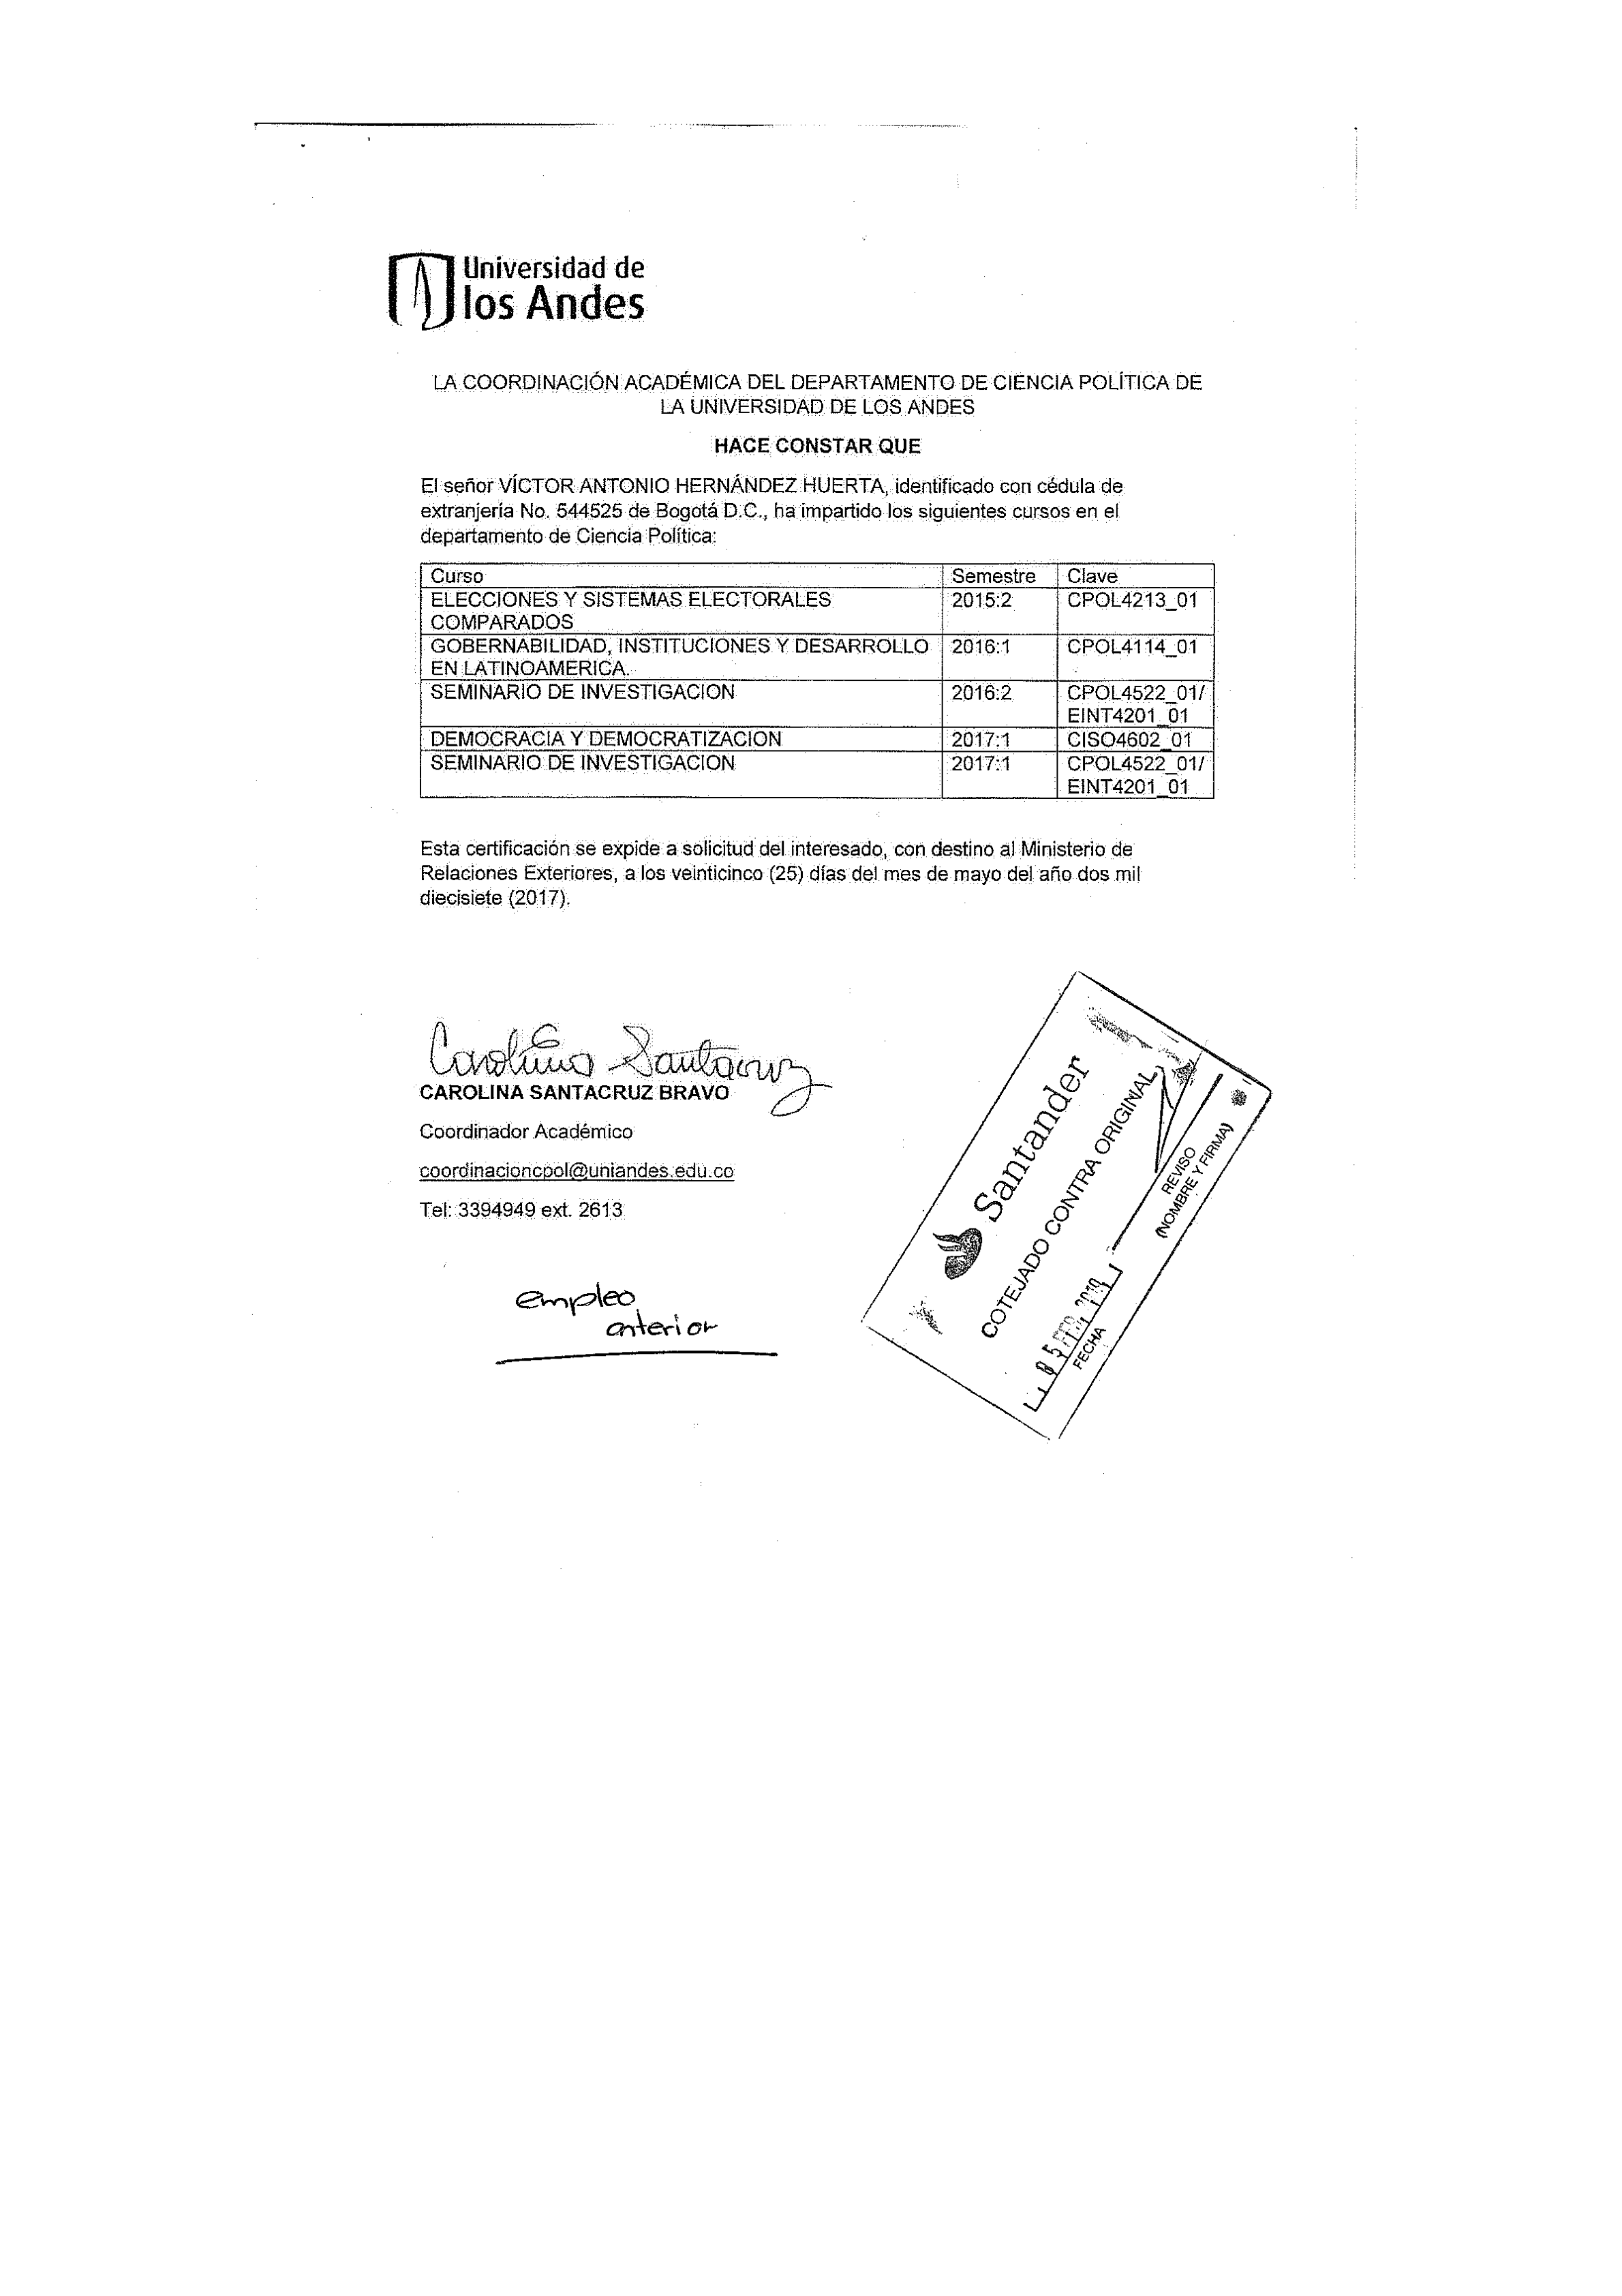 Universidad de
los Andes
LA COORDINACIÓN ACADÉMICA DEL DEPARTAMENTO DE CIENCIA POLÍTICA DE
LA UNIVERSIDAD DE LOS ANDES
HACE CONSTAR QUE
El señor VÍCTOR ANTONIO HERNÁNDEZ HUERTA, identificado con cédula de
extranjería No. 544525 de Bogotá D.C., ha impartido los siguientes cursos en el
departamento de Ciencia Política:
Curso Semestre Clave
ELECCIONES Y SISTEMAS ELECTORALES 2015:2 CPOL4213_01
COMPARADOS
GOBERNABILIDAD, INSTITUCIONES Y DESARROLLO 2016:1 CPOL4114_01
EN LATINOAMERICA.
SEMINARIO DE INVESTIGACION 2016:2 CPOL4522_01/
EINT4201_01
DEMOCRACIA Y DEMOCRATIZACION 2017:1 CISO4602_01
SEMINARIO DE INVESTIGACION 2017:1 CPOL4522_01/
EINT4201_01
Esta certificación se expide a solicitud del interesado, con destino al Ministerio de
Relaciones Exteriores, a los veinticinco (25) días del mes de mayo del año dos mil
diecisiete (2017).
Carolina Santacruz
CAROLINA SANTACRUZ BRAVO
Coordinador Académico
coordinacioncpol@uniandes.edu.co
Tel: 3394949 ext. 2613
empleo
anterior
Santander
COTEJADO CONTRA ORIGINAL
FECHA
REVISO
(NOMBRE Y FIRMA)